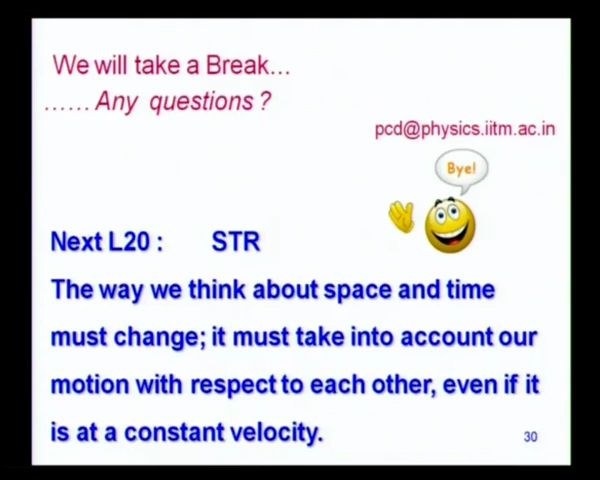 We will take a Break...
...... Any questions ?
pcd@physics.iitm.ac.in
Bye!
Next L20 : STR
The way we think about space and time
must change; it must take into account our
motion with respect to each other, even if it
is at a constant velocity.
30